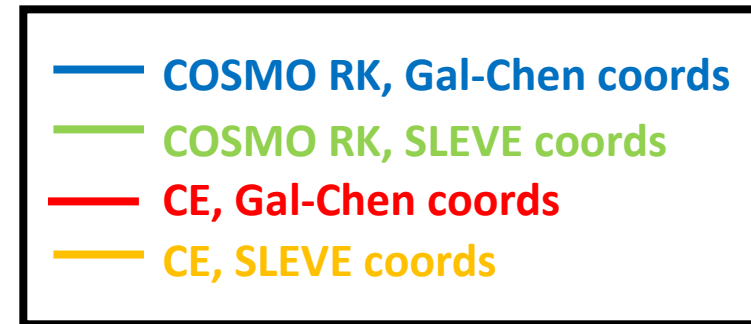 COSMO RK, Gal-Chen coords
COSMO RK, SLEVE coords
CE, Gal-Chen coords
CE, SLEVE coords